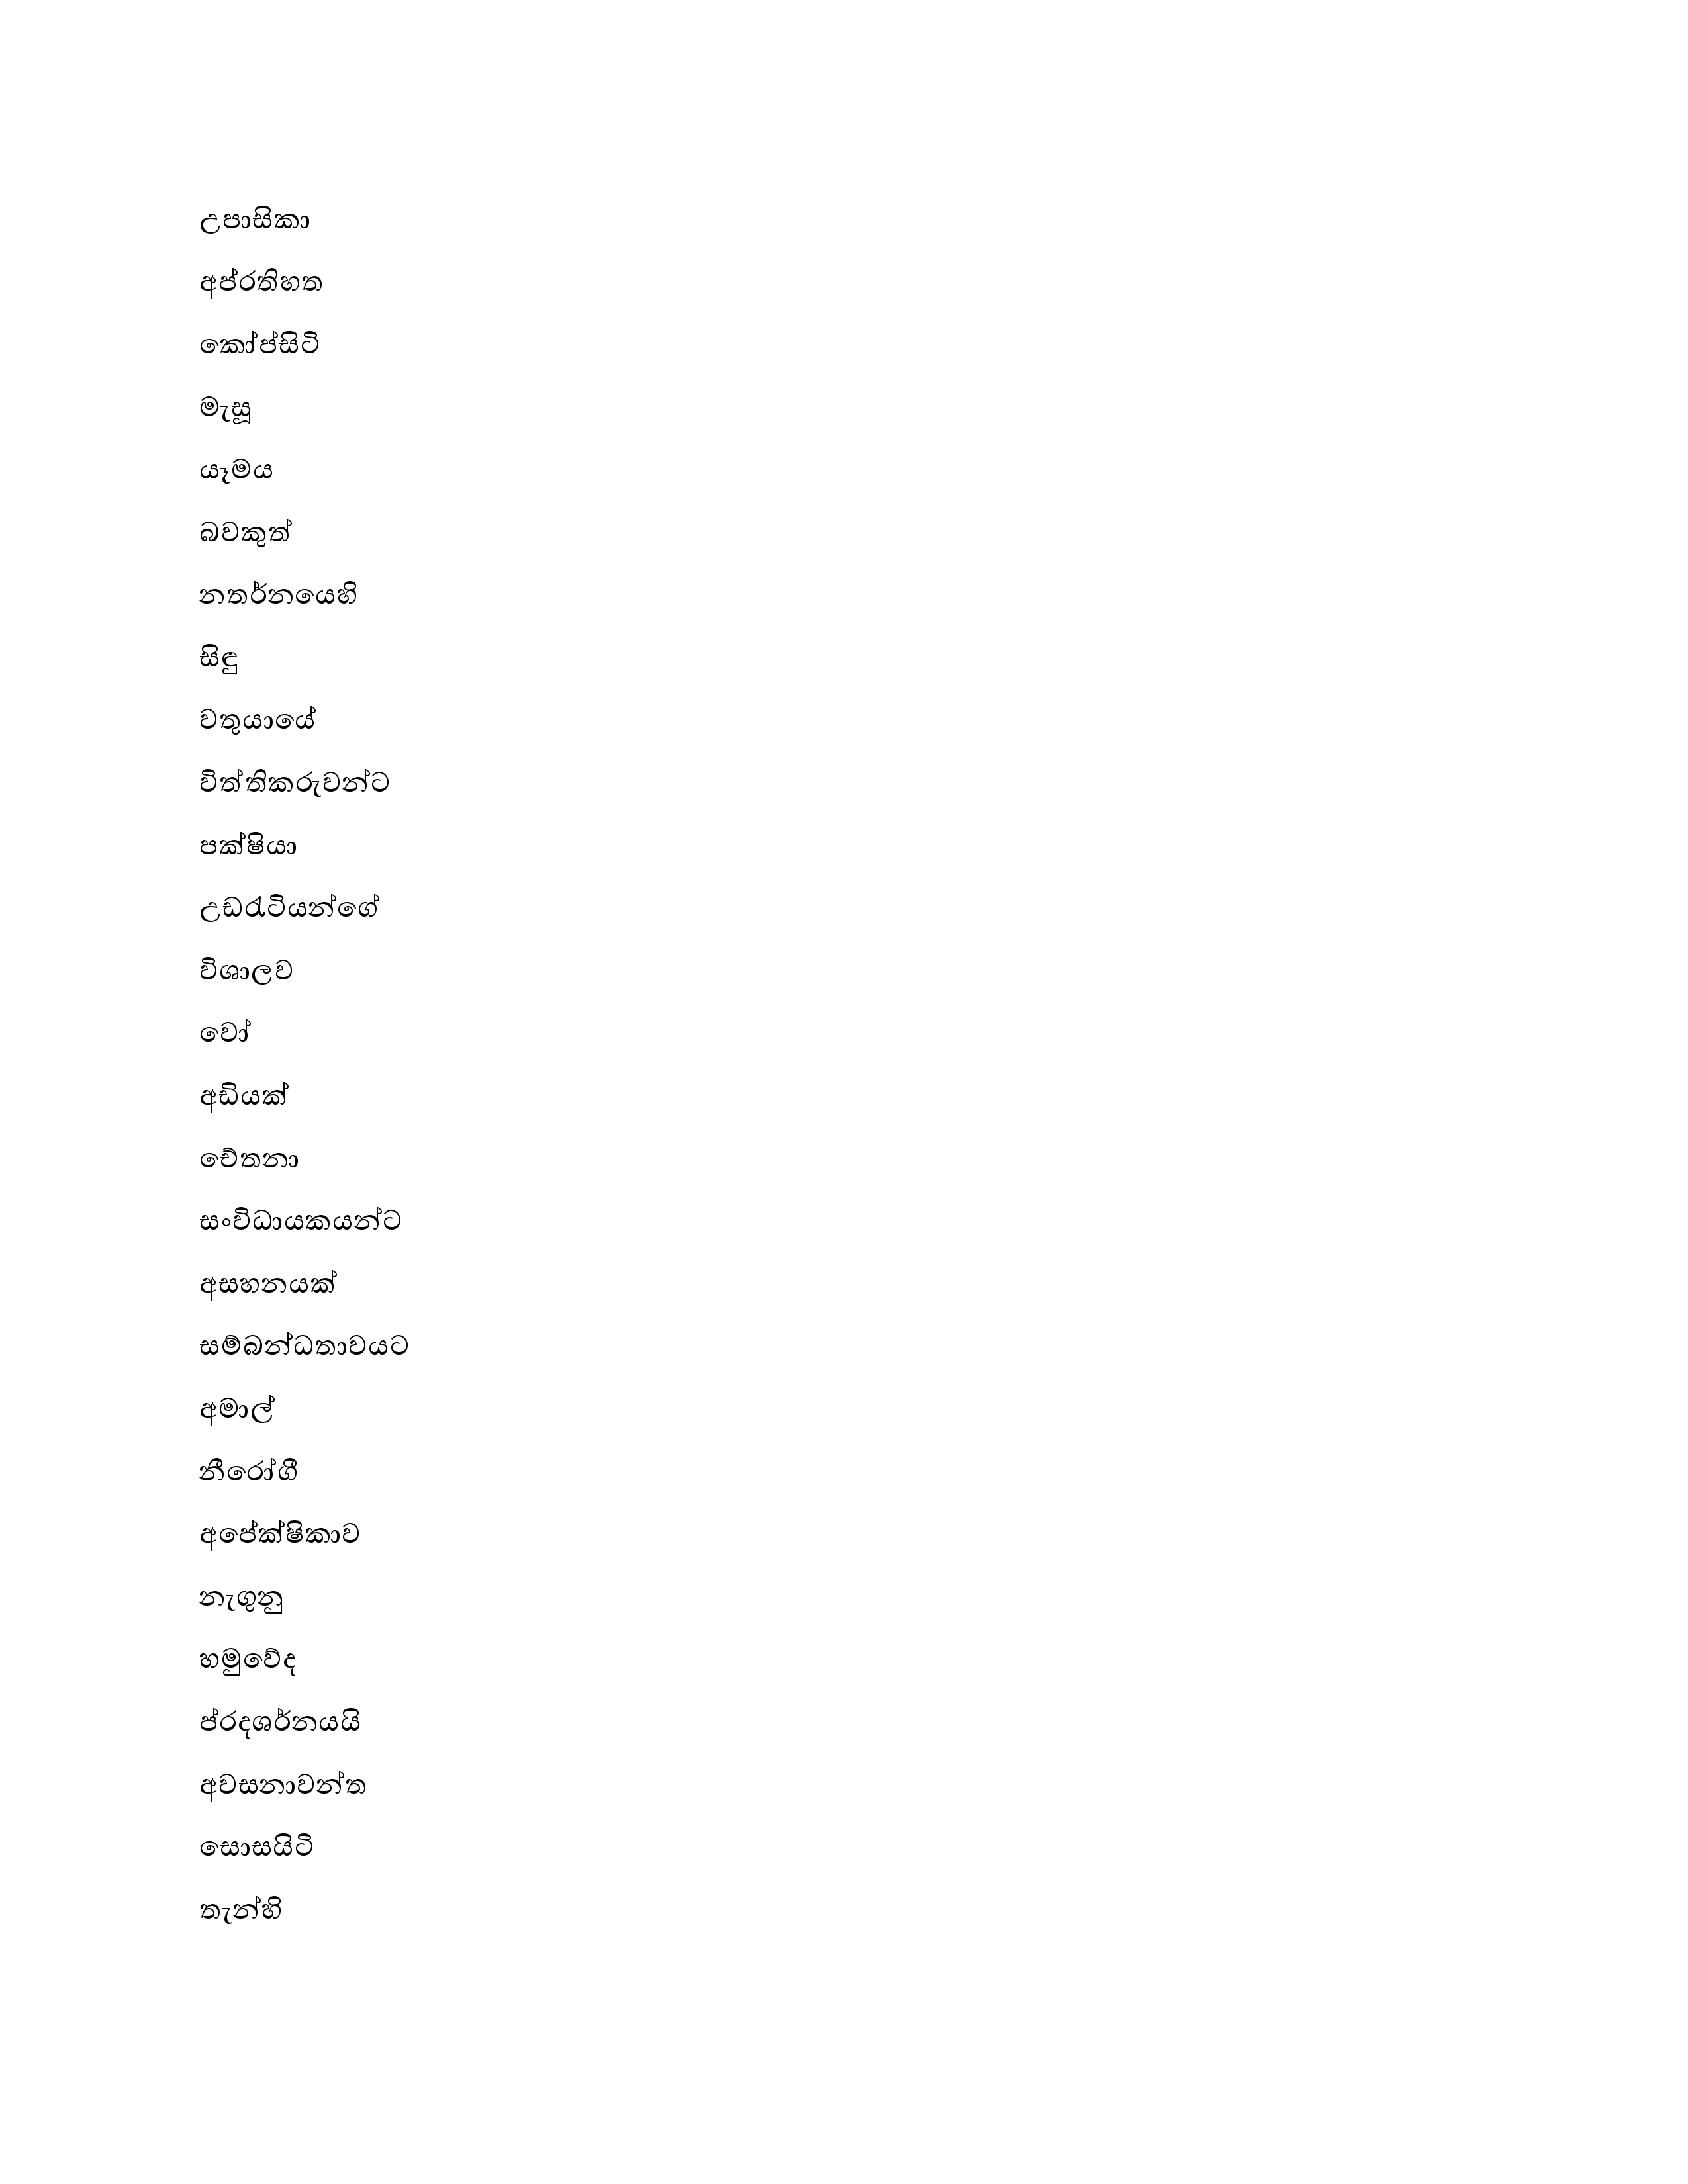 උපාසිකා
අප්රතිහත
කෝප්සිටි
මැසූ
යෑමය
බවකුත්
නතර්නයෙහි
සිඳු
වතුයායේ
විත්තිකරුවන්ට
පක්ෂියා
උඩරැටියන්ගේ
විශාලව
වෝ
අඩියක්
චේතනා
සංවිධායකයන්ට
අසහනයක්
සම්බන්ධතාවයට
අමාල්
නීරෝගී
අපේක්ෂිකාව
නැගුනු
හමුවේද
ප්රදශර්නයයි
අවසනාවන්ත
සොසයිටි
තැන්හි